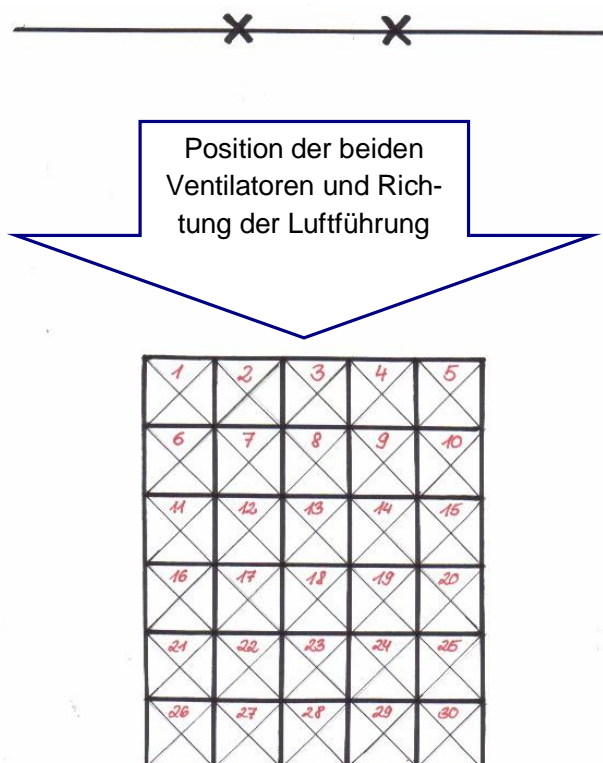 Position der beiden
Ventilatoren und Rich-
tung der Luftführung
1 2 3 4 5
6 7 8 9 10
11 12 13 14 15
16 17 18 19 20
21 22 23 24 25
26 27 28 29 30